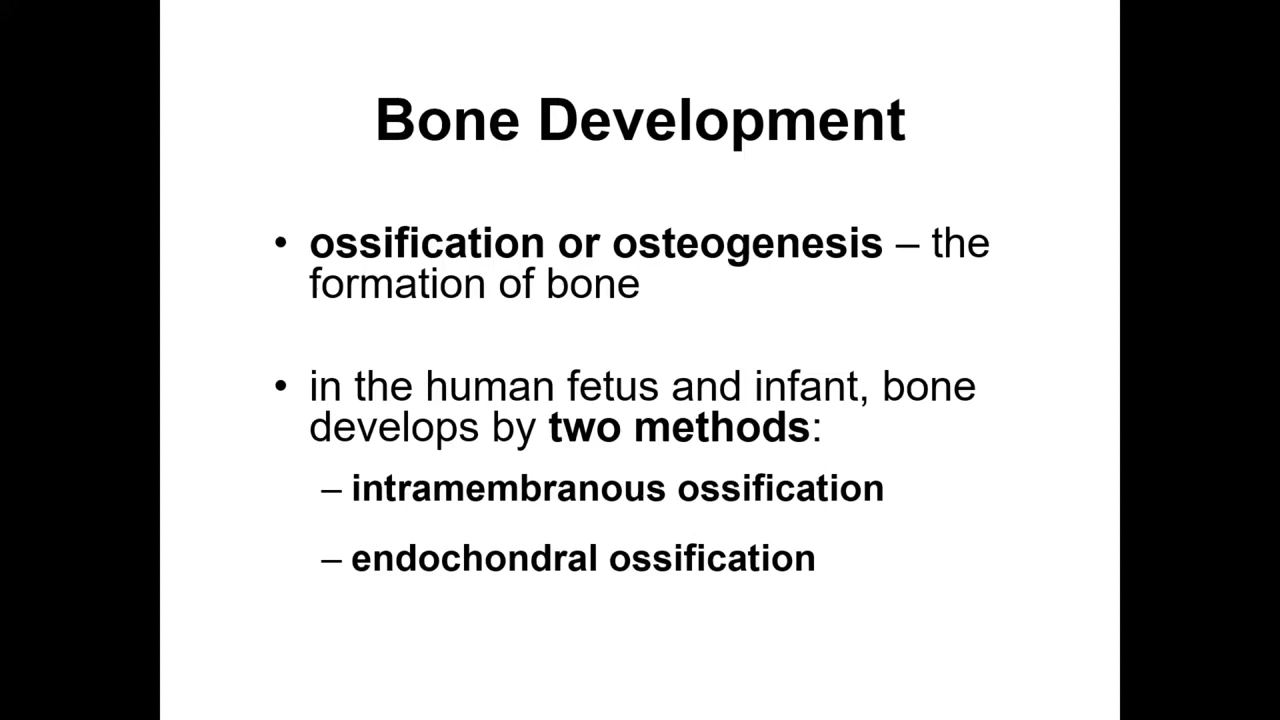 Bone Development
• ossification or osteogenesis – the
formation of bone
• in the human fetus and infant, bone
develops by two methods:
– intramembranous ossification
– endochondral ossification